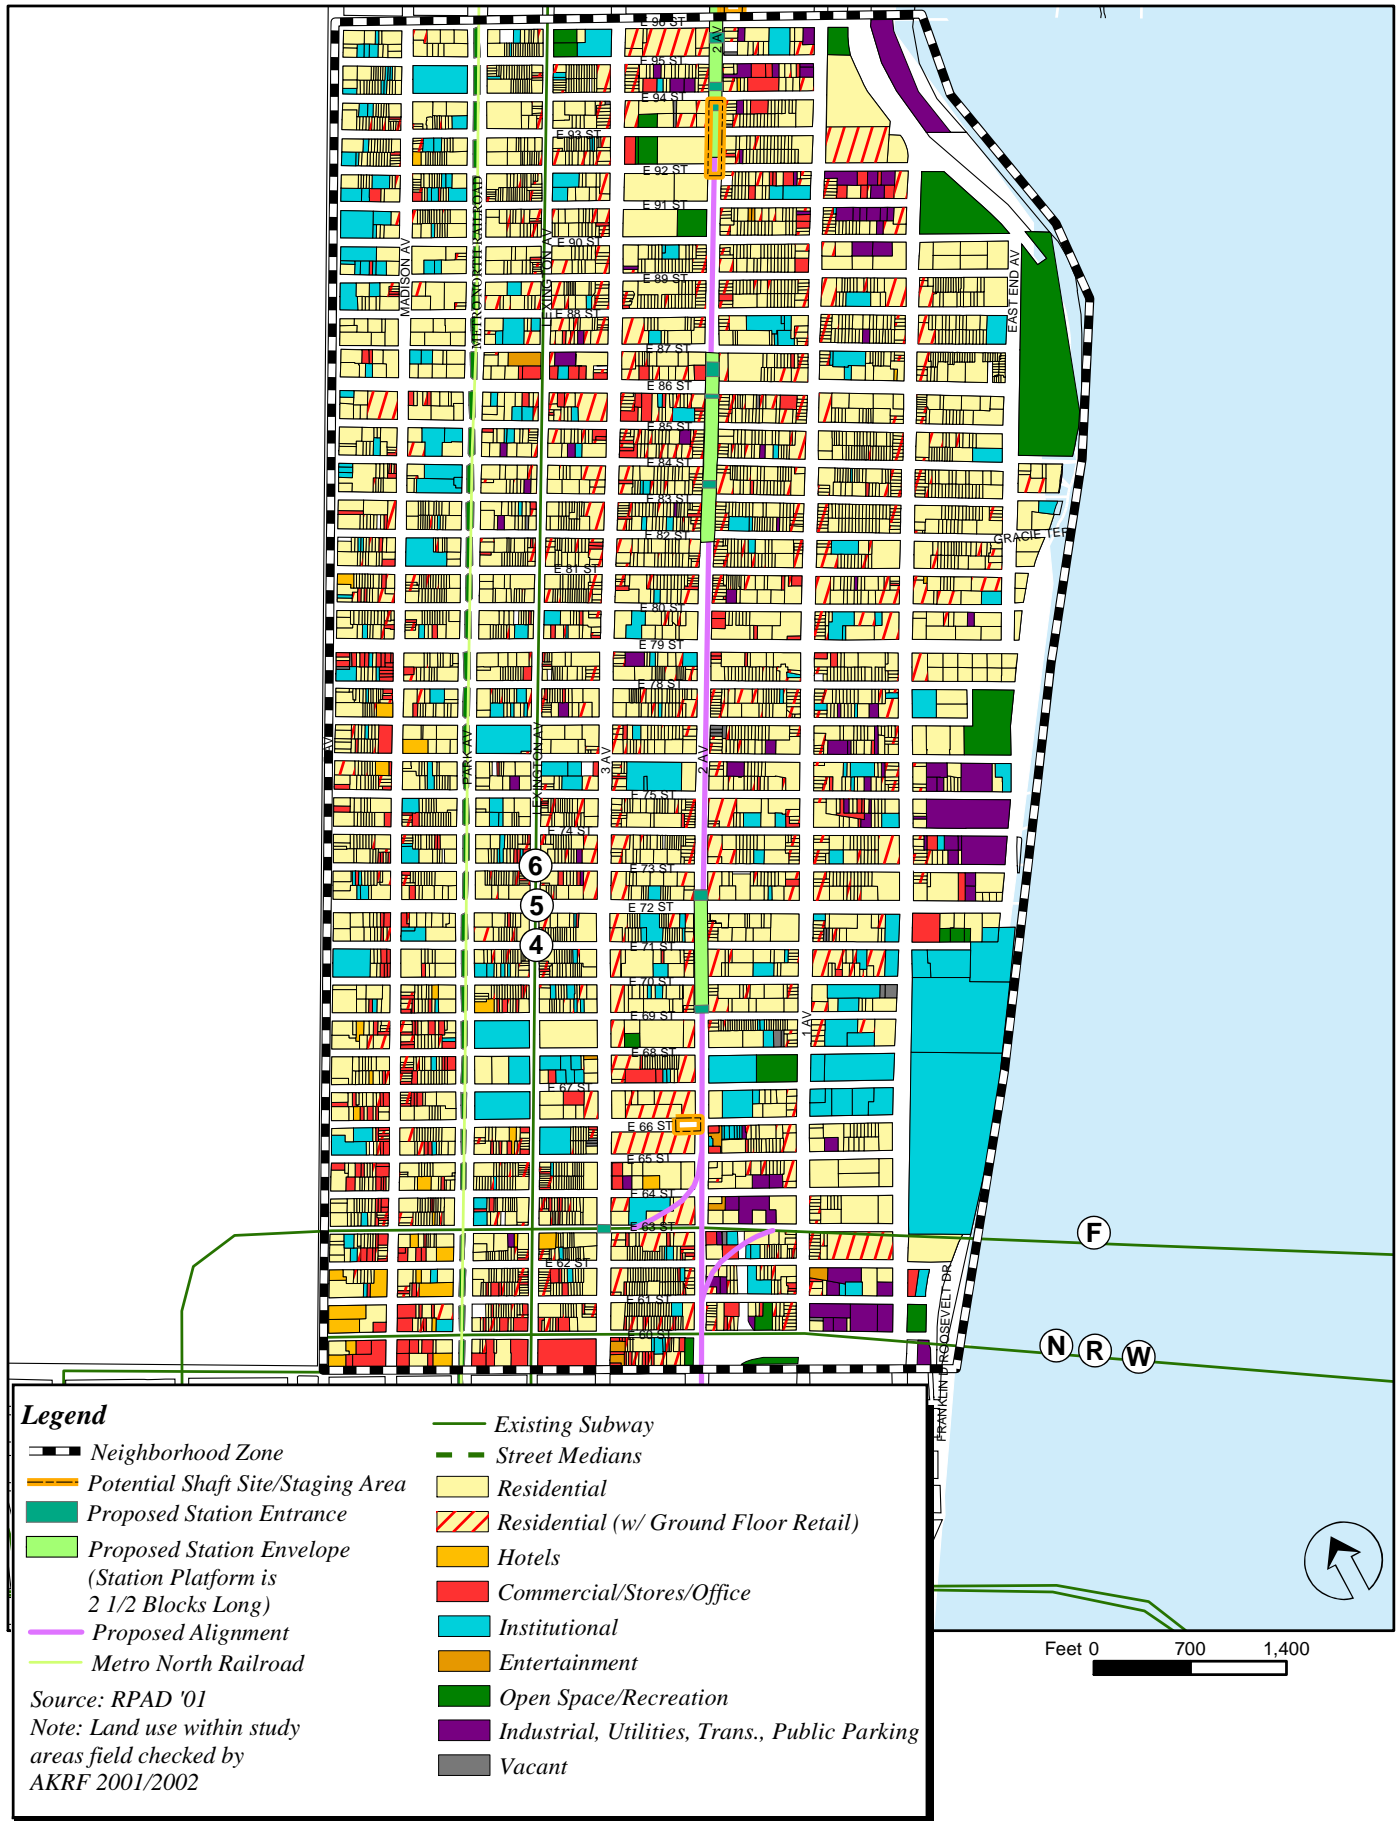 E 96 ST
2 AV
E 95 ST
E 94 ST
E 93 ST
E 92 ST
E 91 ST
E 90 ST
E 89 ST
E 88 ST
E 87 ST
E 86 ST
E 85 ST
E 84 ST
E 83 ST
E 82 ST
E 81 ST
E 80 ST
E 79 ST
E 78 ST
E 75 ST
E 74 ST
E 73 ST
E 72 ST
E 71 ST
E 70 ST
E 69 ST
E 68 ST
E 67 ST
E 66 ST
E 65 ST
E 64 ST
E 63 ST
E 62 ST
E 61 ST
E 60 ST
MADISON AV
METRO NORTH RAILROAD
LEXINGTON AV
EAST END AV
GRACIE TER
AV
PARK AV
LEXINGTON AV
3 AV
2 AV
1 AV
FRANKLIN D ROOSEVELT DR
6
5
4
F
N
R
W
Legend
Neighborhood Zone
Potential Shaft Site/Staging Area
Proposed Station Entrance
Proposed Station Envelope
(Station Platform is
2 1/2 Blocks Long)
Proposed Alignment
Metro North Railroad
Source: RPAD '01
Note: Land use within study
areas field checked by
AKRF 2001/2002
Existing Subway
Street Medians
Residential
Residential (w/ Ground Floor Retail)
Hotels
Commercial/Stores/Office
Institutional
Entertainment
Open Space/Recreation
Industrial, Utilities, Trans., Public Parking
Vacant
Feet 0 700 1,400